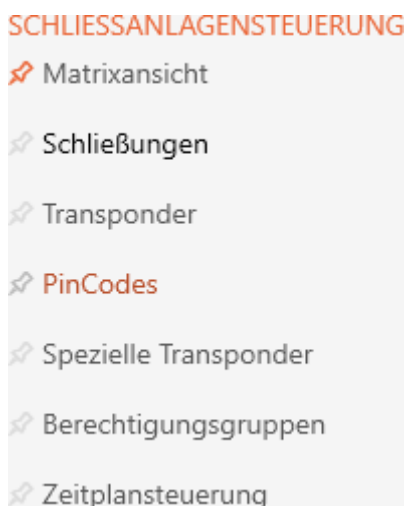 SCHLIESSANLAGENSTEUERUNG
Matrixansicht
Schließungen
Transponder
PinCodes
Spezielle Transponder
Berechtigungsgruppen
Zeitplansteuerung